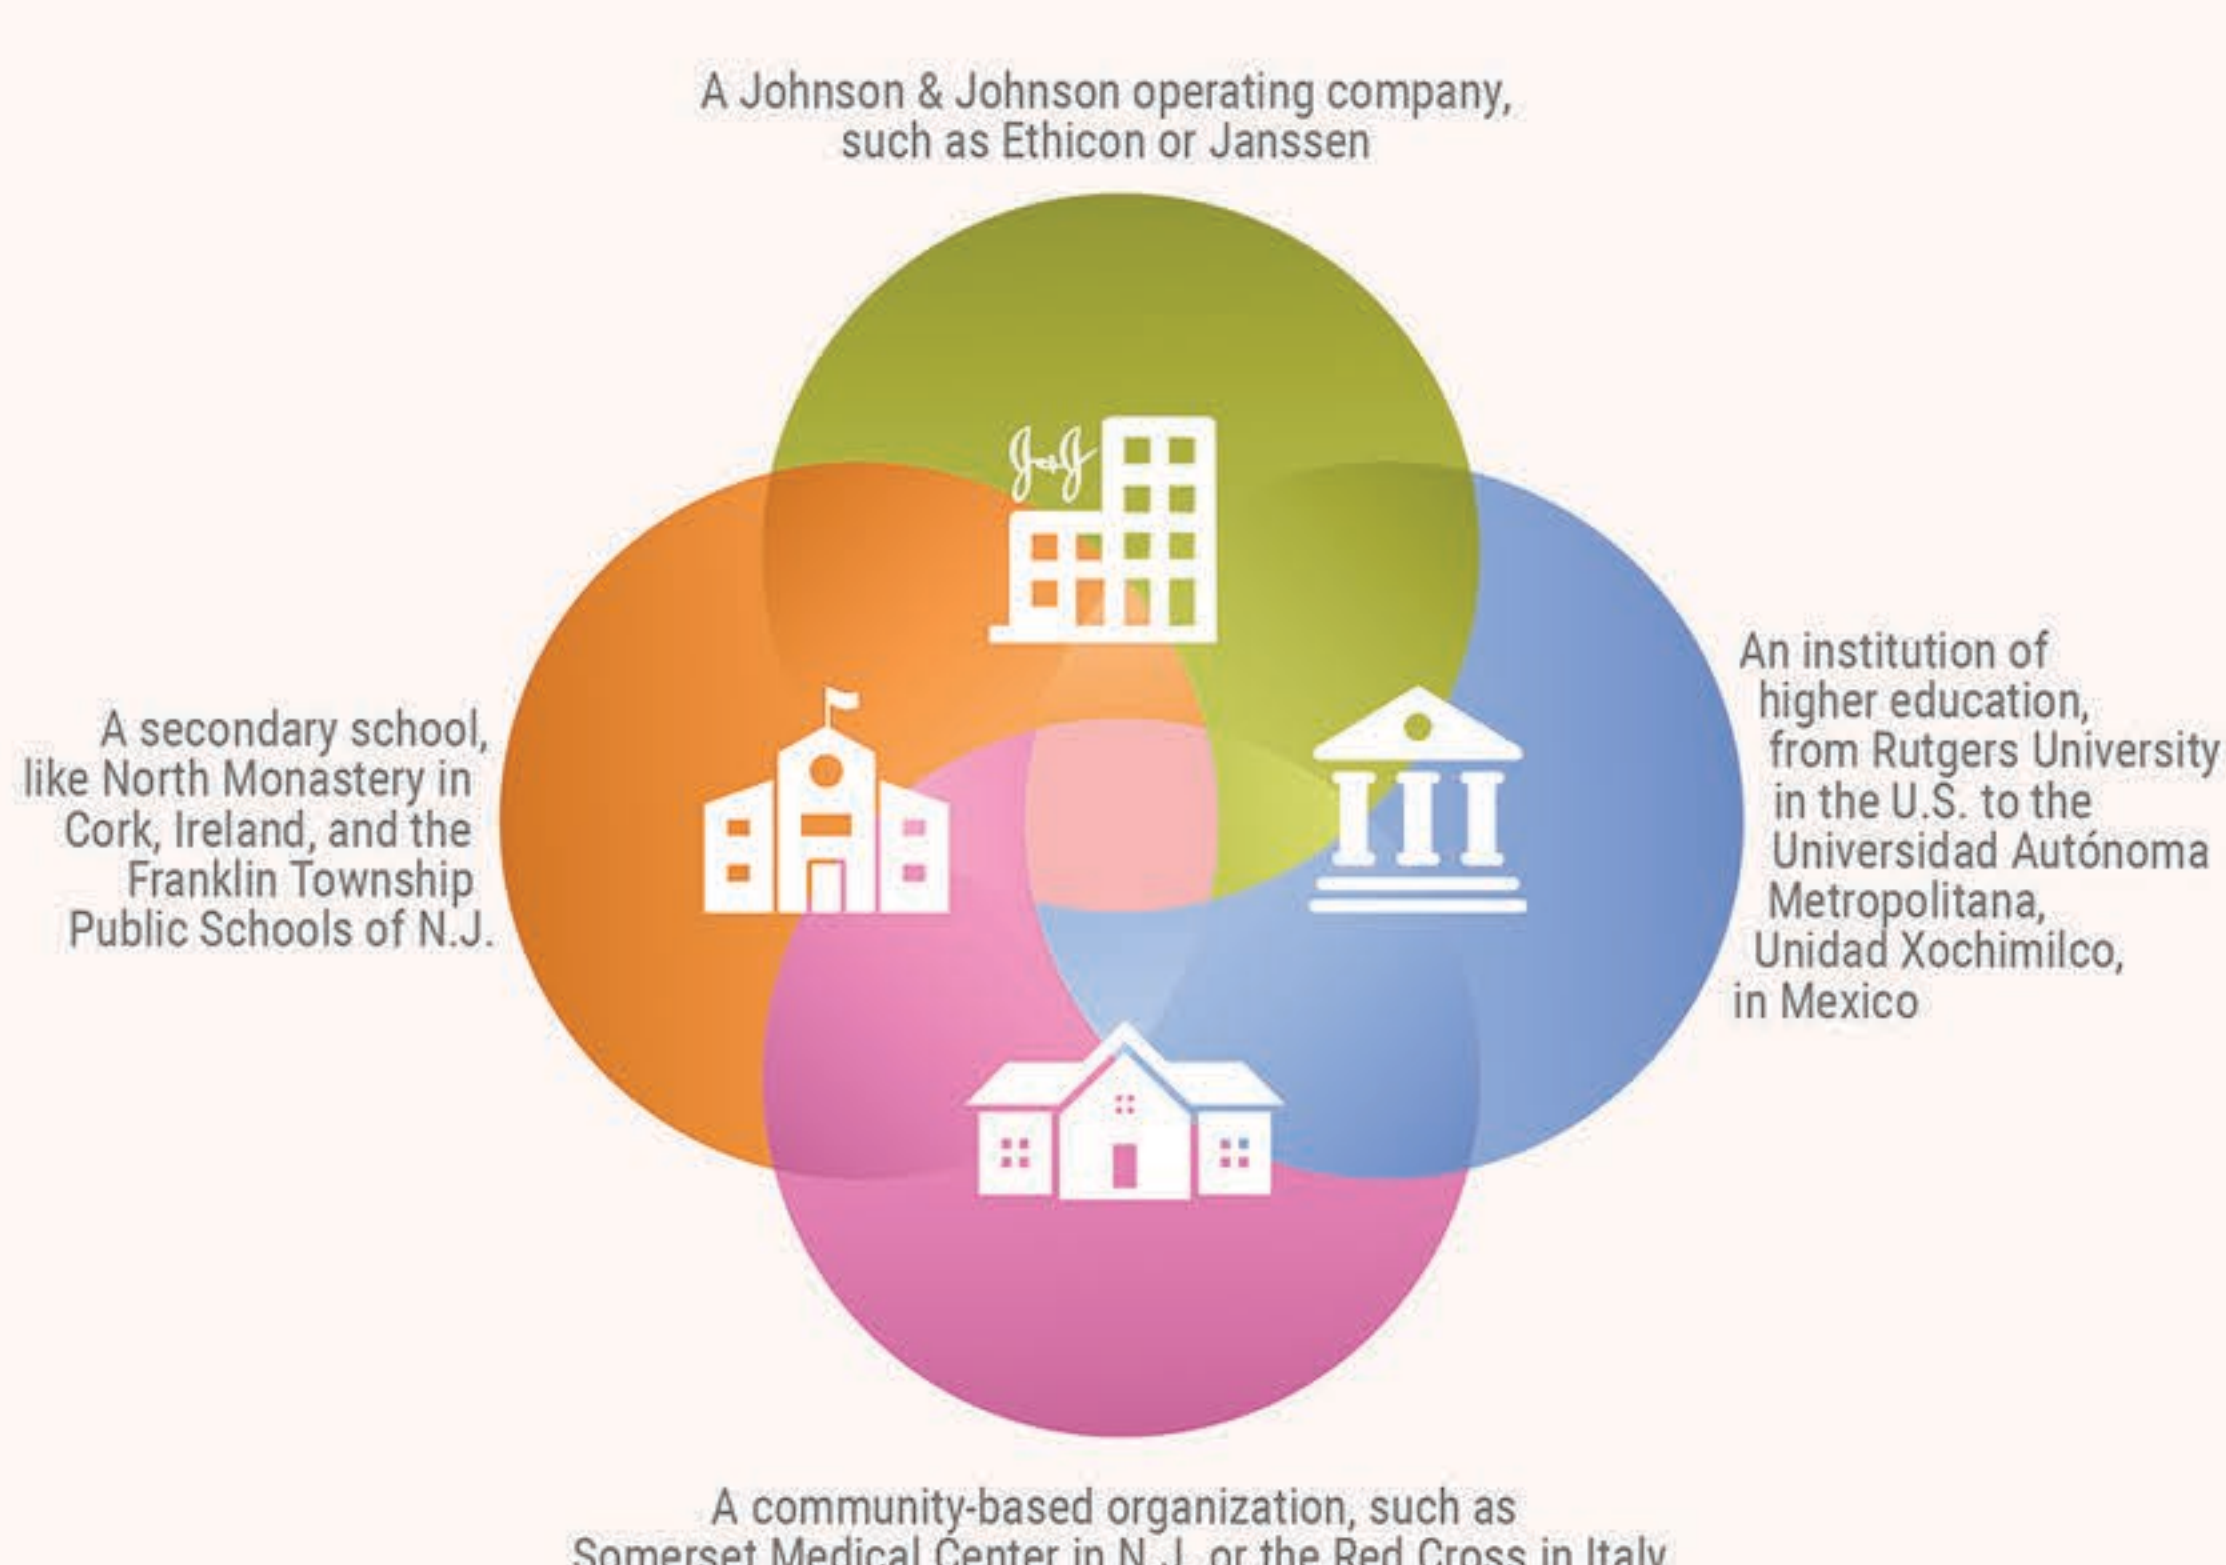 A Johnson & Johnson operating company,
such as Ethicon or Janssen
J&J
A secondary school,
like North Monastery in
Cork, Ireland, and the
Franklin Township
Public Schools of N.J.
An institution of
higher education,
from Rutgers University
in the U.S. to the
Universidad Autónoma
Metropolitana,
Unidad Xochimilco,
in Mexico
A community-based organization, such as
Somerset Medical Center in N.J. or the Red Cross in Italy